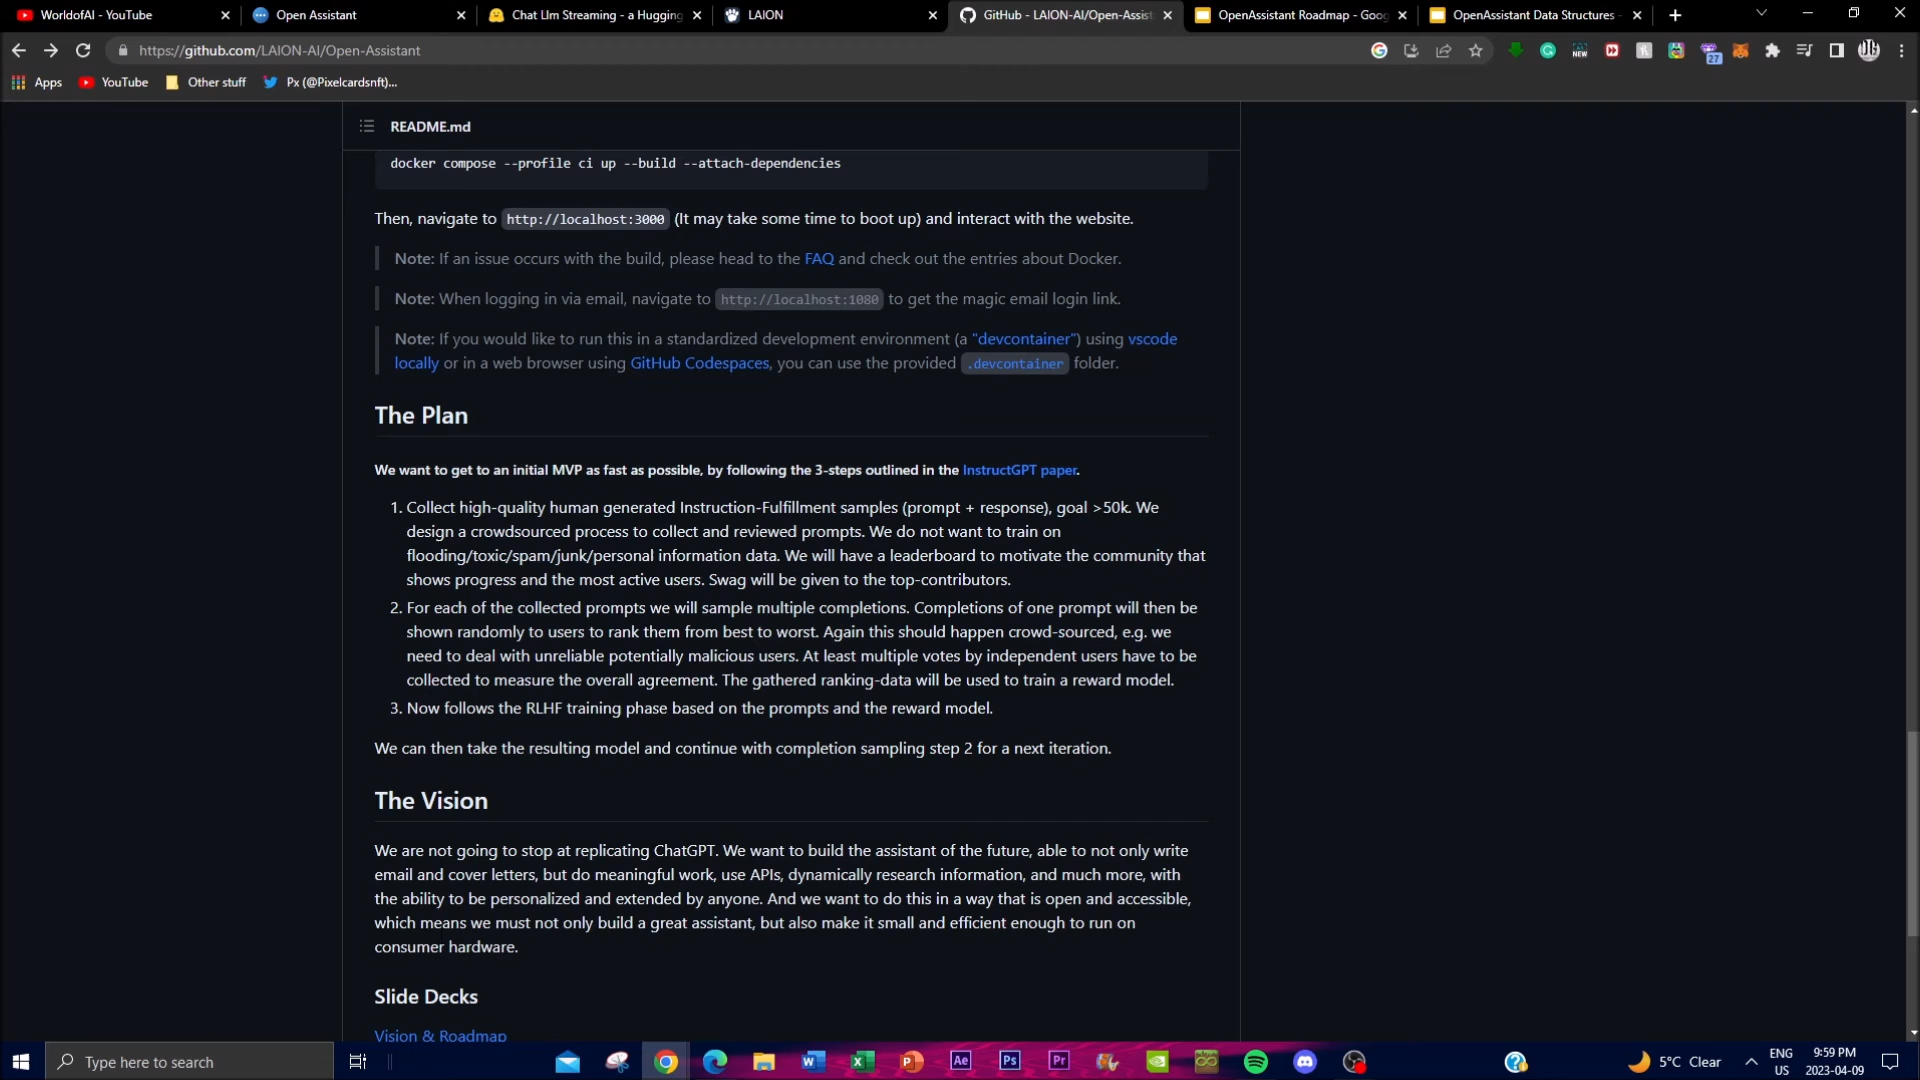 WorldofAI - YouTube
Open Assistant
Chat Llm Streaming - a Hugging
LAION
GitHub - LAION-AI/Open-Assist
OpenAssistant Roadmap - Goog
OpenAssistant Data Structures -
https://github.com/LAION-AI/Open-Assistant
NEW
27
Apps
YouTube
Other stuff
Px (@Pixelcardsnft)...
README.md
docker compose --profile ci up --build --attach-dependencies
Then, navigate to http://localhost:3000 (It may take some time to boot up) and interact with the website.
Note: If an issue occurs with the build, please head to the FAQ and check out the entries about Docker.
Note: When logging in via email, navigate to http://localhost:1080 to get the magic email login link.
Note: If you would like to run this in a standardized development environment (a "devcontainer") using vscode
locally or in a web browser using GitHub Codespaces, you can use the provided .devcontainer folder.
The Plan
We want to get to an initial MVP as fast as possible, by following the 3-steps outlined in the InstructGPT paper.
1. Collect high-quality human generated Instruction-Fulfillment samples (prompt + response), goal >50k. We
design a crowdsourced process to collect and reviewed prompts. We do not want to train on
flooding/toxic/spam/junk/personal information data. We will have a leaderboard to motivate the community that
shows progress and the most active users. Swag will be given to the top-contributors.
2. For each of the collected prompts we will sample multiple completions. Completions of one prompt will then be
shown randomly to users to rank them from best to worst. Again this should happen crowd-sourced, e.g. we
need to deal with unreliable potentially malicious users. At least multiple votes by independent users have to be
collected to measure the overall agreement. The gathered ranking-data will be used to train a reward model.
3. Now follows the RLHF training phase based on the prompts and the reward model.
We can then take the resulting model and continue with completion sampling step 2 for a next iteration.
The Vision
We are not going to stop at replicating ChatGPT. We want to build the assistant of the future, able to not only write
email and cover letters, but do meaningful work, use APIs, dynamically research information, and much more, with
the ability to be personalized and extended by anyone. And we want to do this in a way that is open and accessible,
which means we must not only build a great assistant, but also make it small and efficient enough to run on
consumer hardware.
Slide Decks
Vision & Roadmap
Type here to search
Ae
Ps
Pr
5°C Clear
ENG
US
9:59 PM
2023-04-09